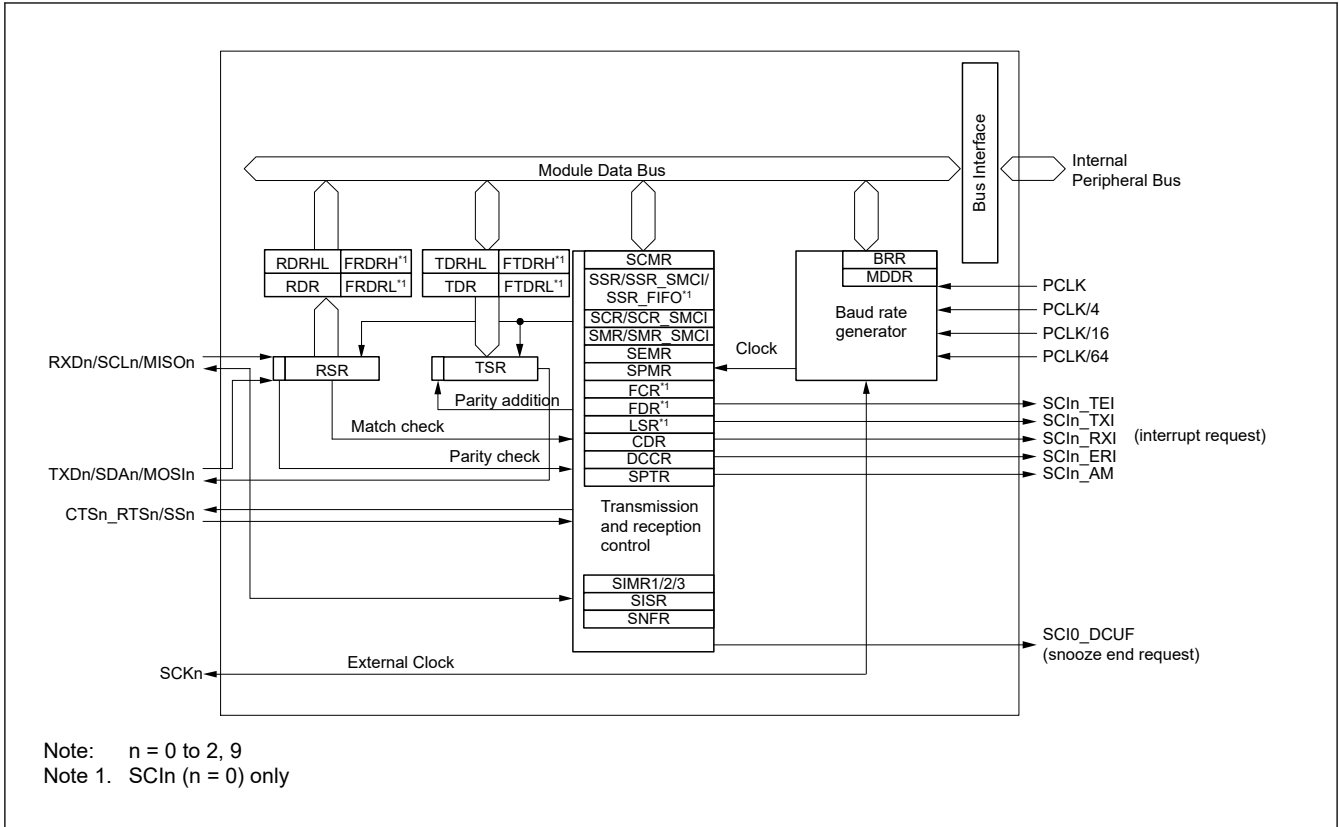 Module Data Bus
Bus Interface
Internal
Peripheral Bus
RDRHL
FRDRH*1
RDR
FRDRL*1
TDRHL
FTDRH*1
TDR
FTDRL*1
SCMR
SSR/SSR_SMCI/
SSR_FIFO*1
SCR/SCR_SMCI
SMR/SMR_SMCI
SEMR
SPMR
FCR*1
FDR*1
LSR*1
CDR
DCCR
SPTR
Transmission
and reception
control
SIMR1/2/3
SISR
SNFR
BRR
MDDR
Baud rate
generator
Clock
PCLK
PCLK/4
PCLK/16
PCLK/64
RXDn/SCLn/MISOn
RSR
TSR
Parity addition
Match check
Parity check
TXDn/SDAn/MOSIn
CTSn_RTSn/SSn
SCIn_TEI
SCIn_TXI
SCIn_RXI
(interrupt request)
SCIn_ERI
SCIn_AM
SCI0_DCUF
(snooze end request)
External Clock
SCKn
Note: n = 0 to 2, 9
Note 1. SCIn (n = 0) only